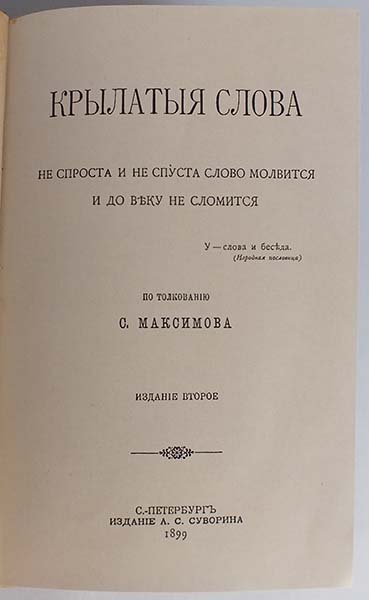 КРЫЛАТЫЯ СЛОВА
НЕ СПРОСТА И НЕ СПУСТА СЛОВО МОЛВИТСЯ
И ДО ВѢКУ НЕ СЛОМИТСЯ
У — слова и бесѣда.
(Народная пословица)
ПО ТОЛКОВАНІЮ
С. МАКСИМОВА
ИЗДАНІЕ ВТОРОЕ
С.-ПЕТЕРБУРГЪ
ИЗДАНІЕ А. С. СУВОРИНА
1899